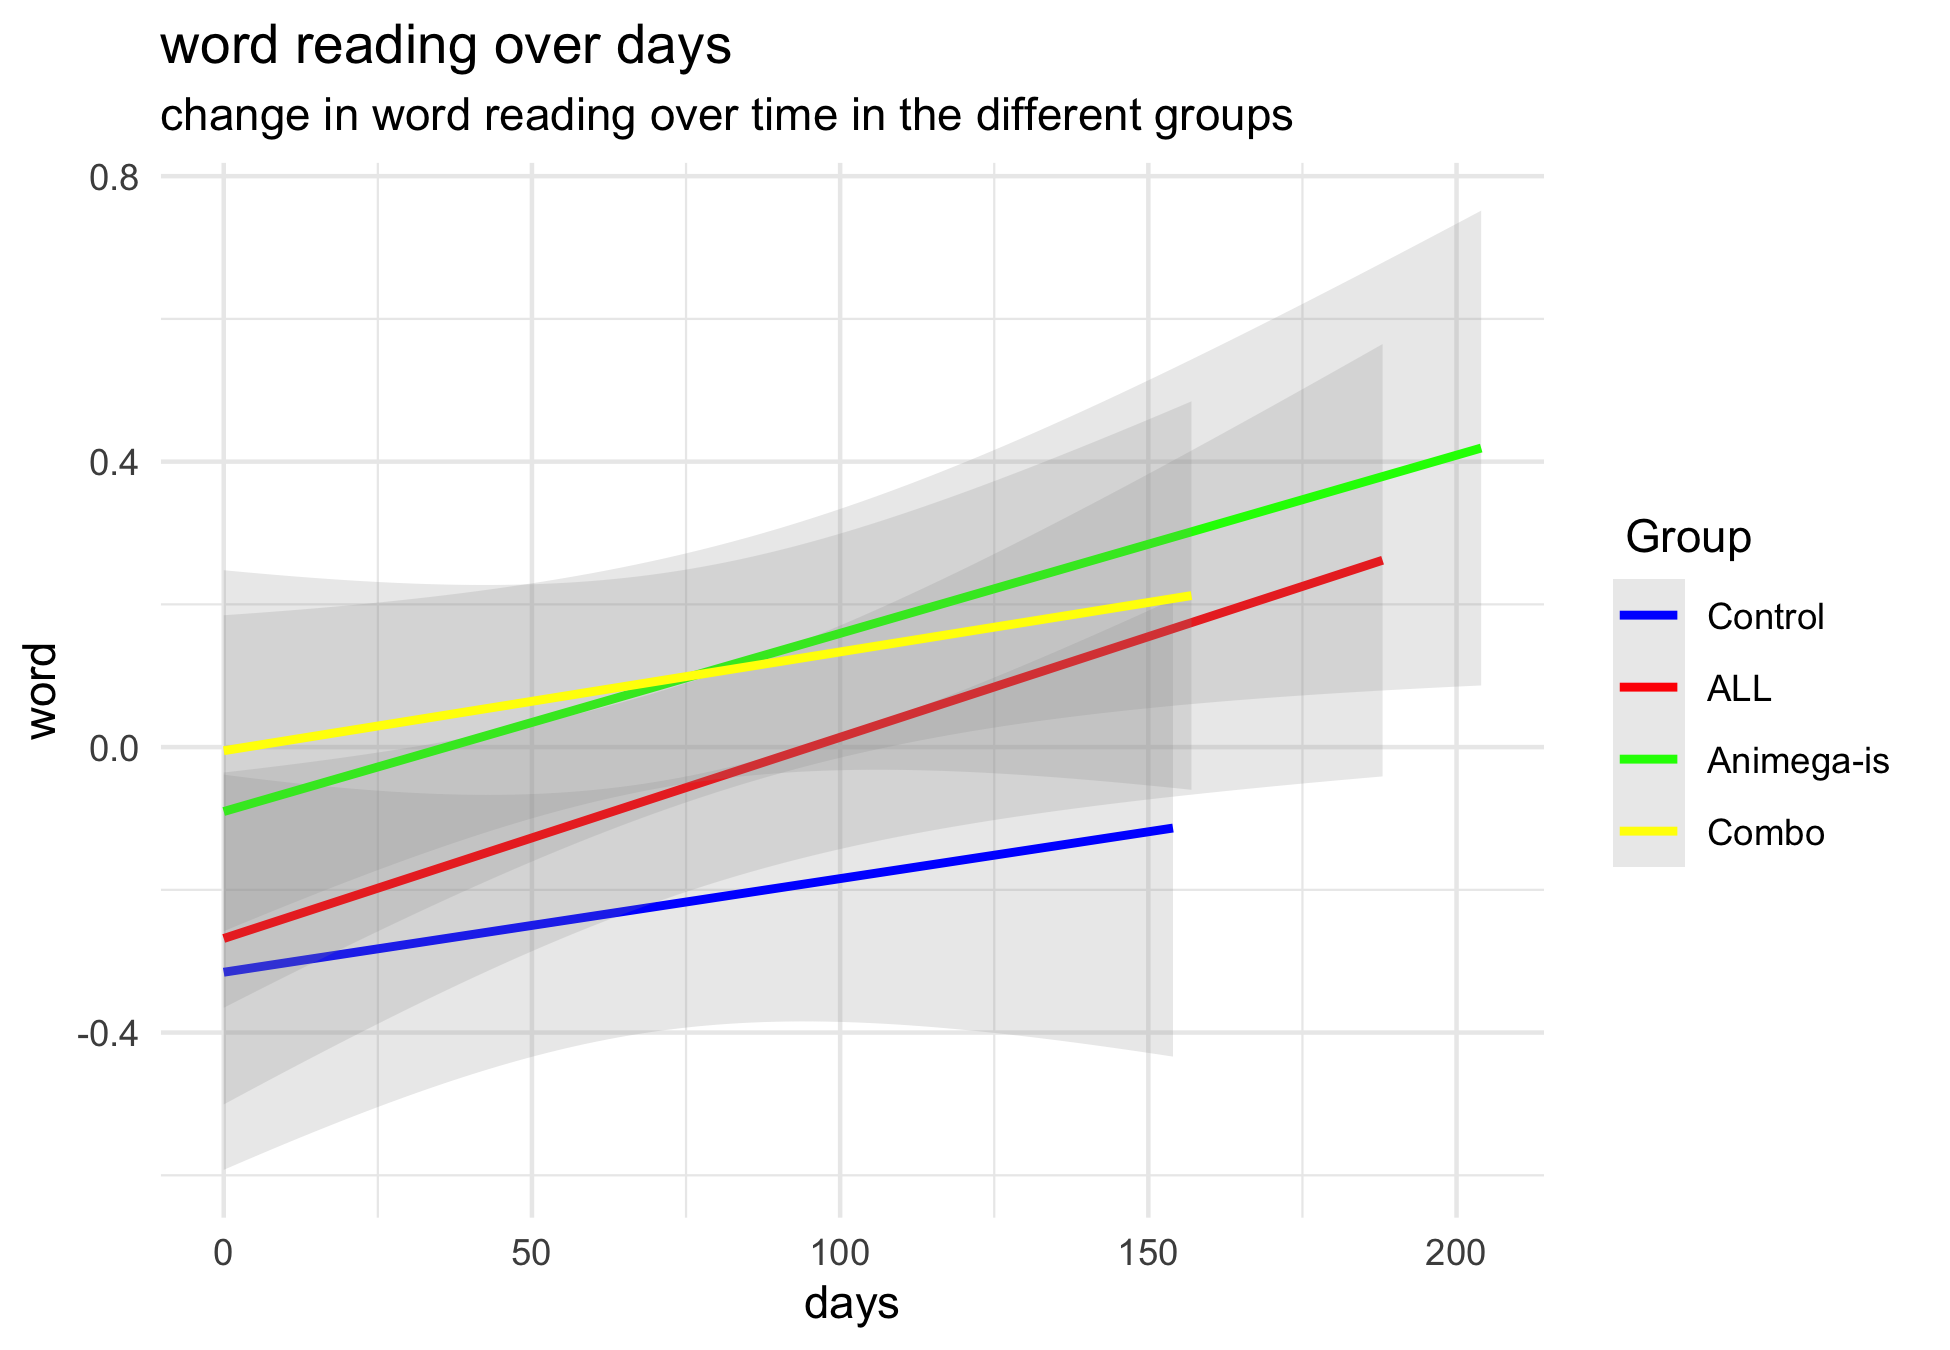 word reading over days
change in word reading over time in the different groups
0.8
0.4
0.0
-0.4
word
0 50 100 150 200
days
Group
Control
ALL
Animega-is
Combo